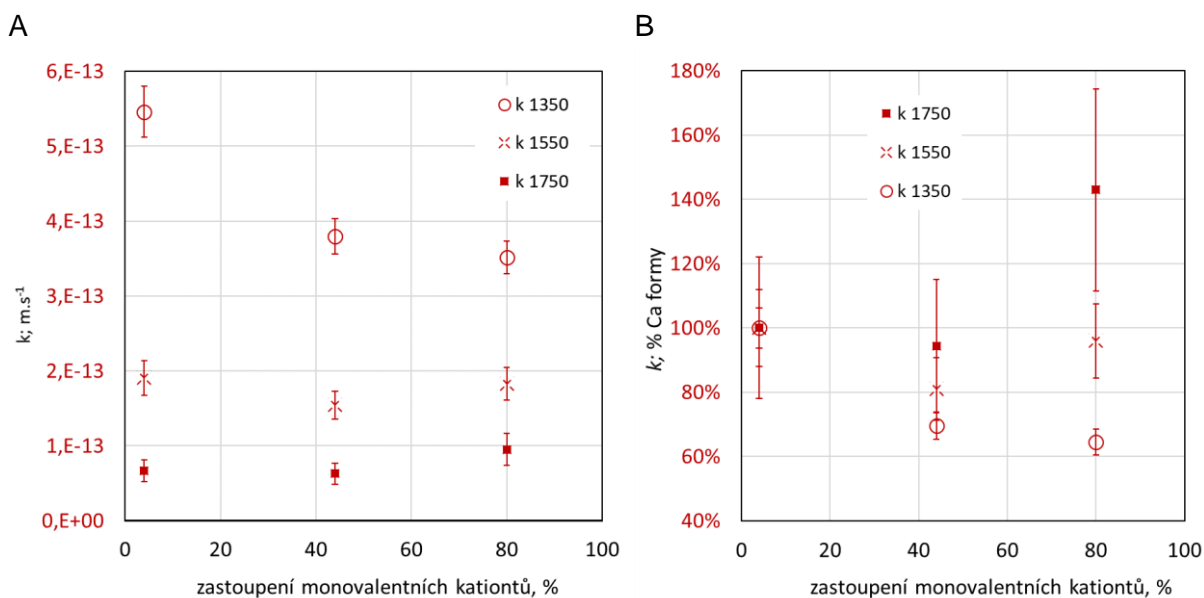 A
6,E-13
5,E-13
4,E-13
3,E-13
2,E-13
1,E-13
0,E+00
k; m.s⁻¹
k 1350
k 1550
k 1750
0 20 40 60 80 100
zastoupení monovalentních kationtů, %
B
180%
160%
140%
120%
100%
80%
60%
40%
k; % Ca formy
k 1750
k 1550
k 1350
0 20 40 60 80 100
zastoupení monovalentních kationtů, %